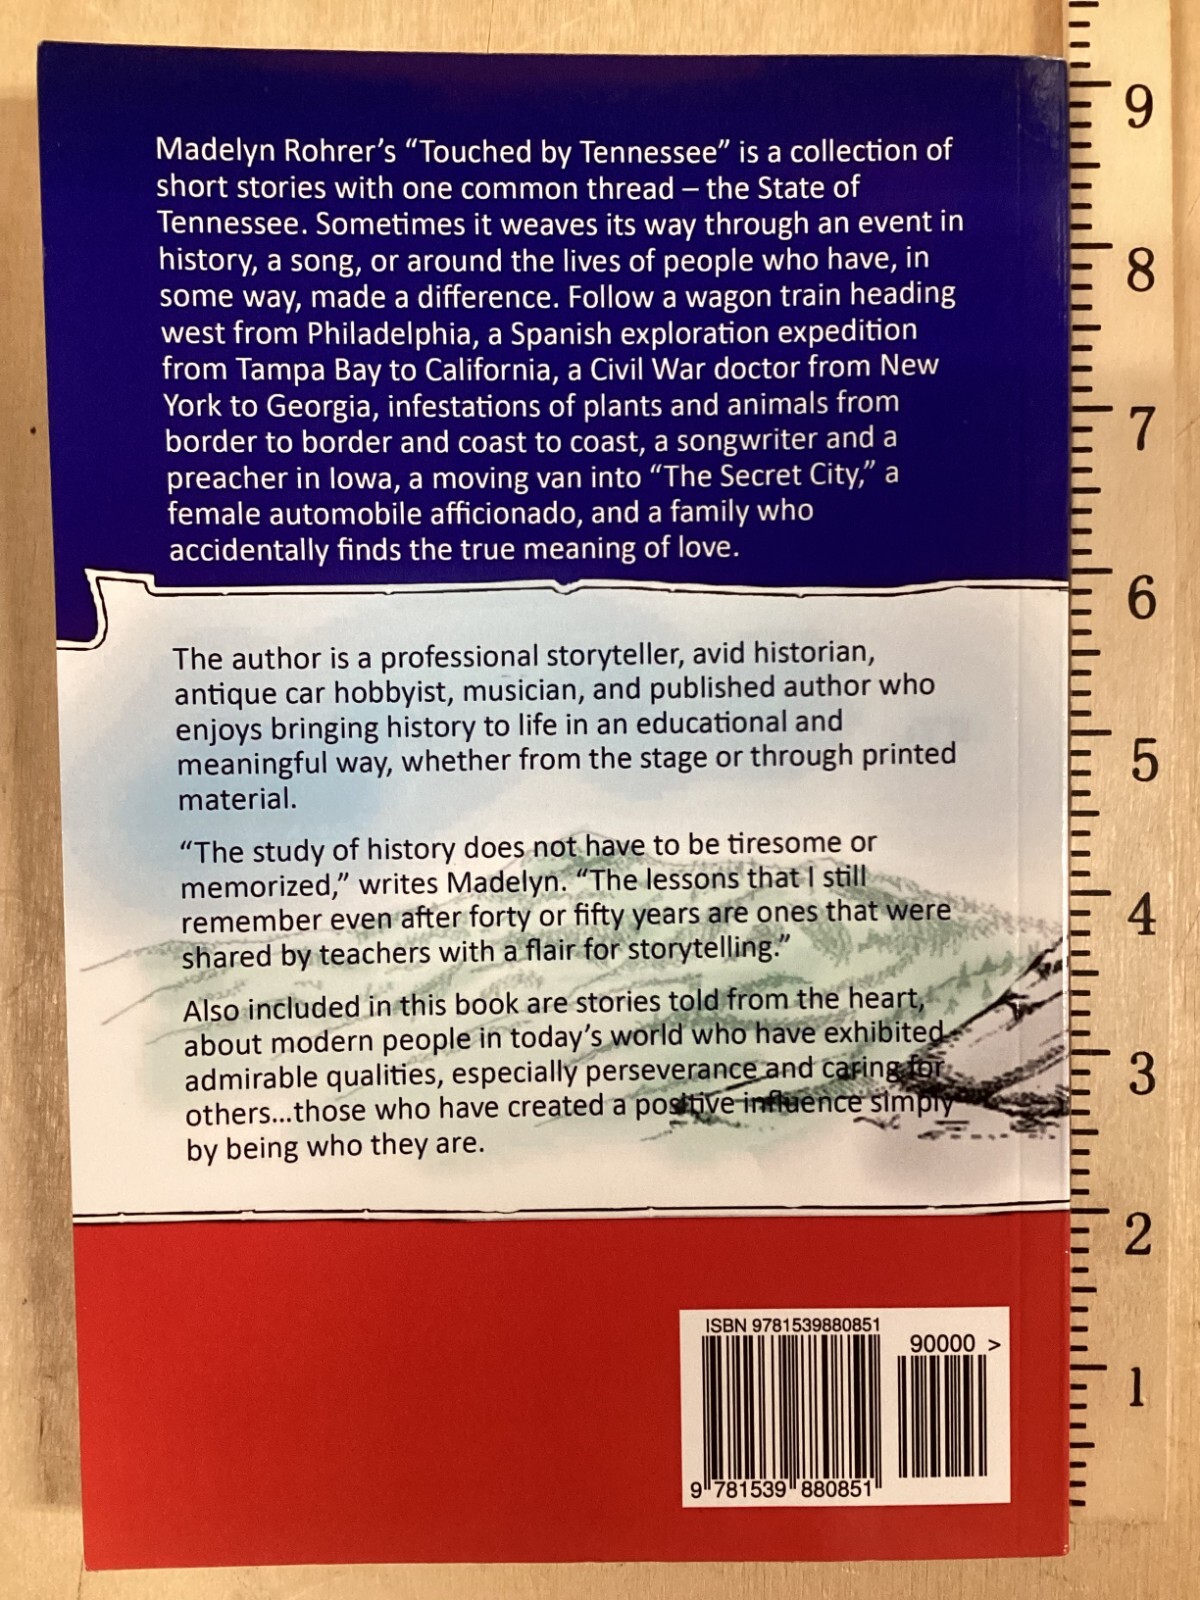 Madelyn Rohrer’s “Touched by Tennessee” is a collection of
short stories with one common thread – the State of
Tennessee. Sometimes it weaves its way through an event in
history, a song, or around the lives of people who have, in
some way, made a difference. Follow a wagon train heading
west from Philadelphia, a Spanish exploration expedition
from Tampa Bay to California, a Civil War doctor from New
York to Georgia, infestations of plants and animals from
border to border and coast to coast, a songwriter and a
preacher in Iowa, a moving van into “The Secret City,” a
female automobile afficionado, and a family who
accidentally finds the true meaning of love.
The author is a professional storyteller, avid historian,
antique car hobbyist, musician, and published author who
enjoys bringing history to life in an educational and
meaningful way, whether from the stage or through printed
material.
“The study of history does not have to be tiresome or
memorized,” writes Madelyn. “The lessons that I still
remember even after forty or fifty years are ones that were
shared by teachers with a flair for storytelling.”
Also included in this book are stories told from the heart,
about modern people in today’s world who have exhibited
admirable qualities, especially perseverance and caring for
others...those who have created a positive influence simply
by being who they are.
ISBN 9781539880851
90000 >
9 781539 880851
9
8
7
6
5
4
3
2
1